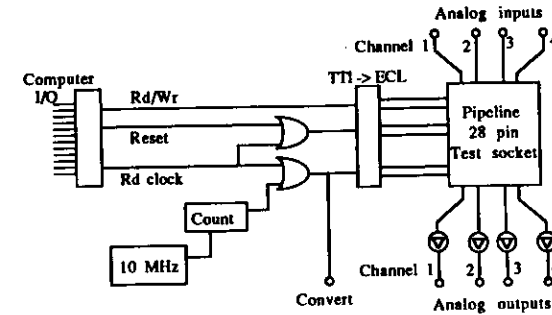 Analog inputs
Channel 1 2 3 4
Computer
I/O
Rd/Wr
TTl -> ECL
Reset
Pipeline
28 pin
Test socket
Rd clock
Count
10 MHz
Channel 1 2 3
Convert
Analog outputs